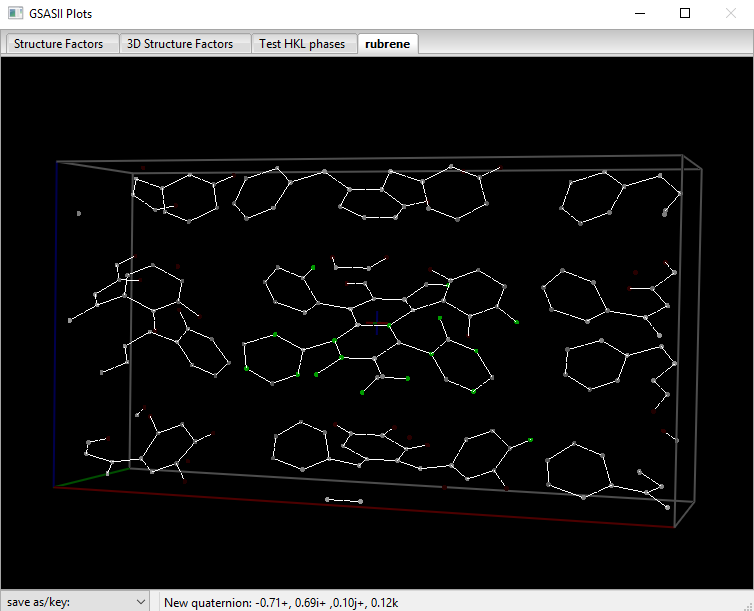 GSASII Plots
Structure Factors 3D Structure Factors Test HKL phases rubrene
save as/key: New quaternion: -0.71+, 0.69i+ ,0.10j+, 0.12k